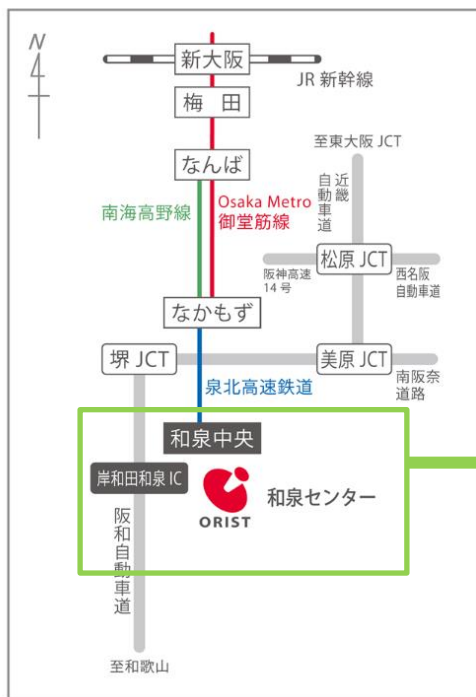 N
新大阪
JR 新幹線
梅　田
至東大阪 JCT
なんば
近畿
自動車道
南海高野線
Osaka Metro
御堂筋線
阪神高速
14 号
松原 JCT
西名阪
自動車道
なかもず
堺 JCT
美原 JCT
南阪奈
道路
泉北高速鉄道
和泉中央
岸和田和泉 IC
和泉センター
ORIST
阪和自動車道
至和歌山